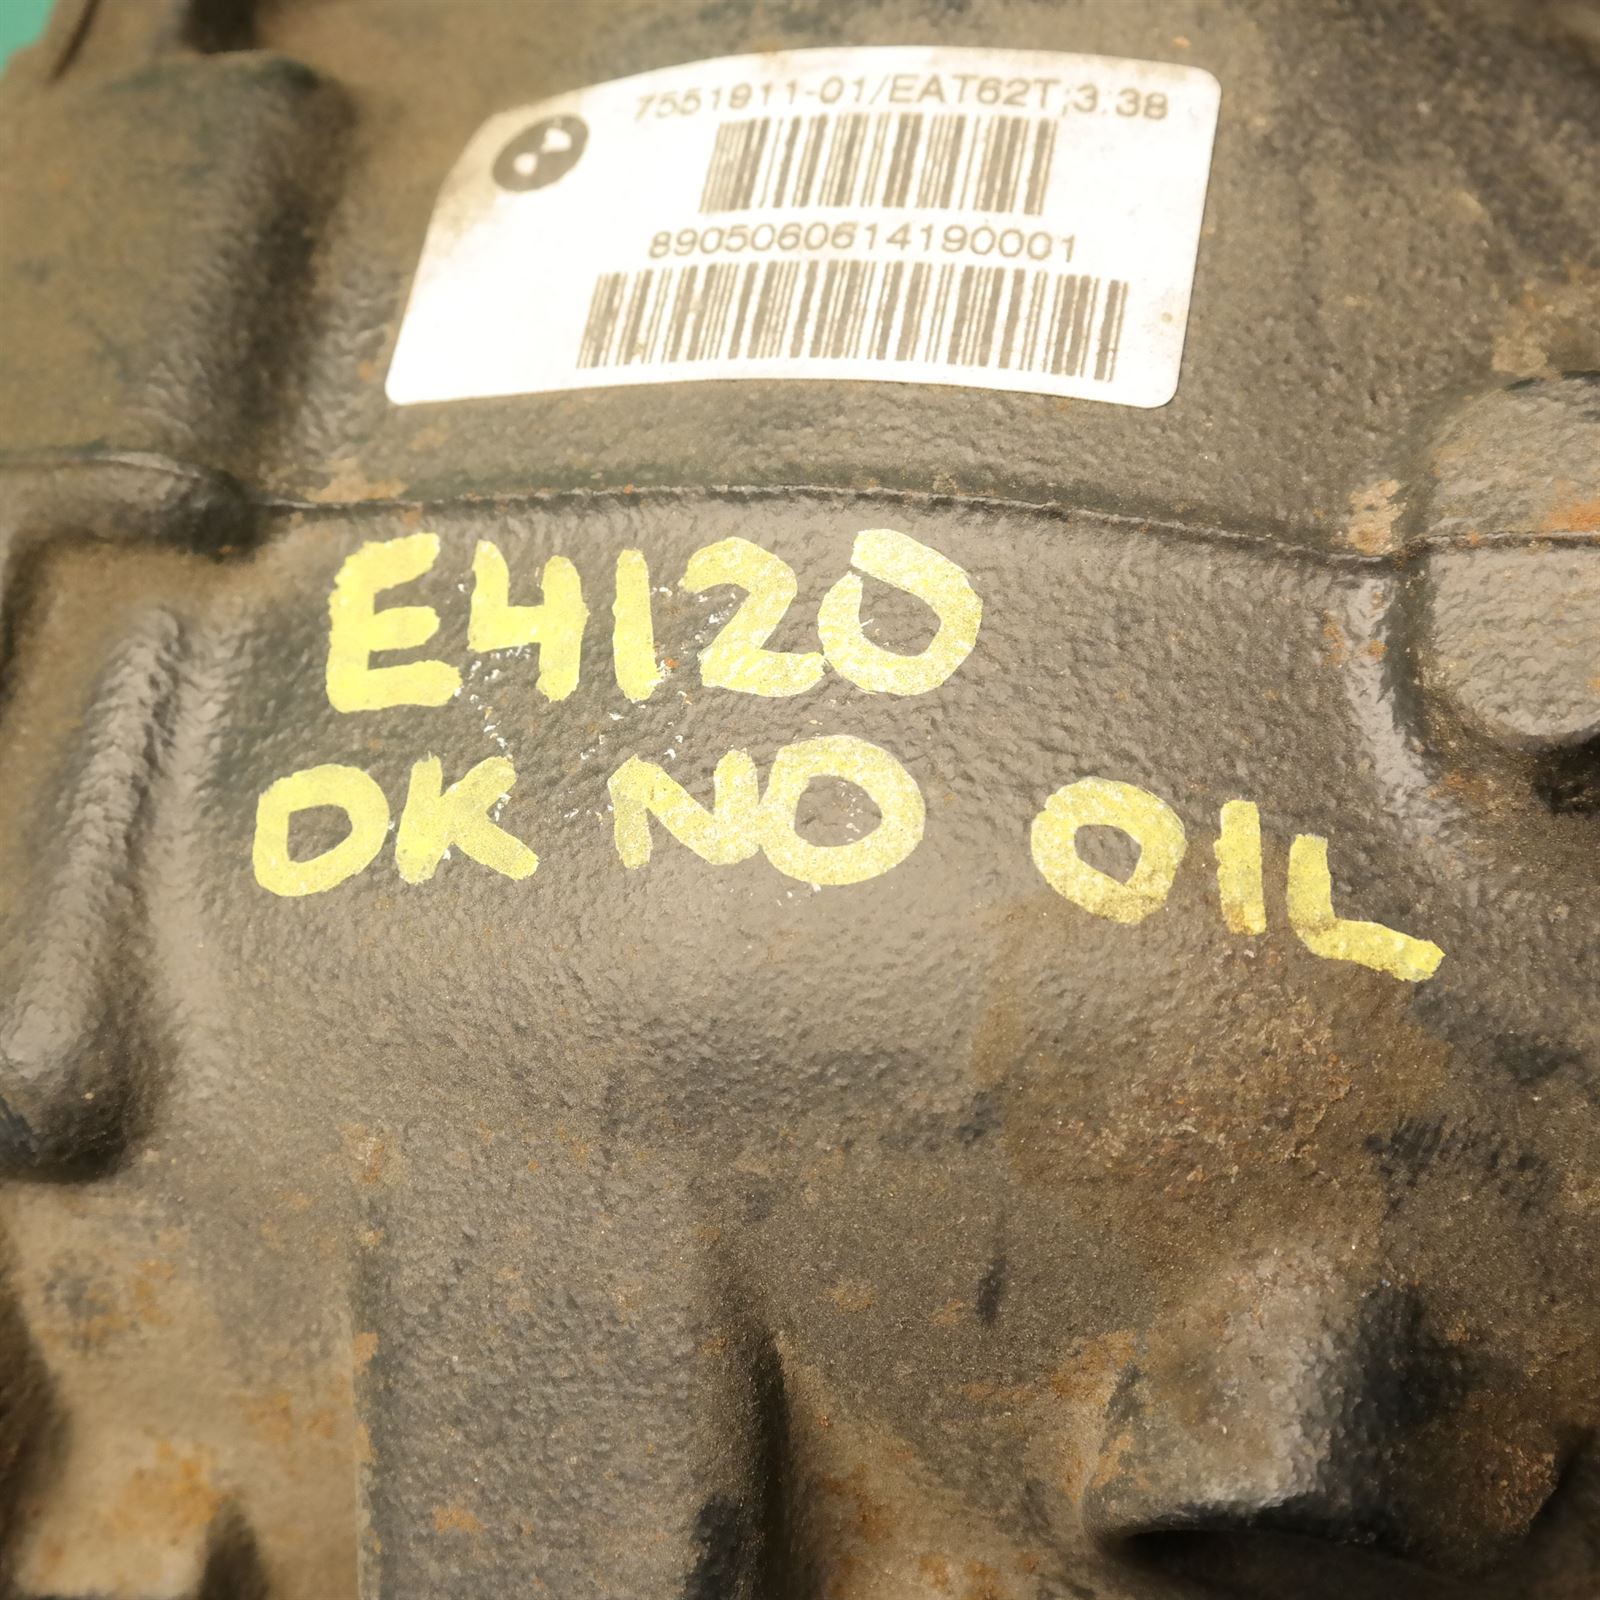 7551911-01/EAT62T;3.38
8905060614190001
E4120
OK NO OIL